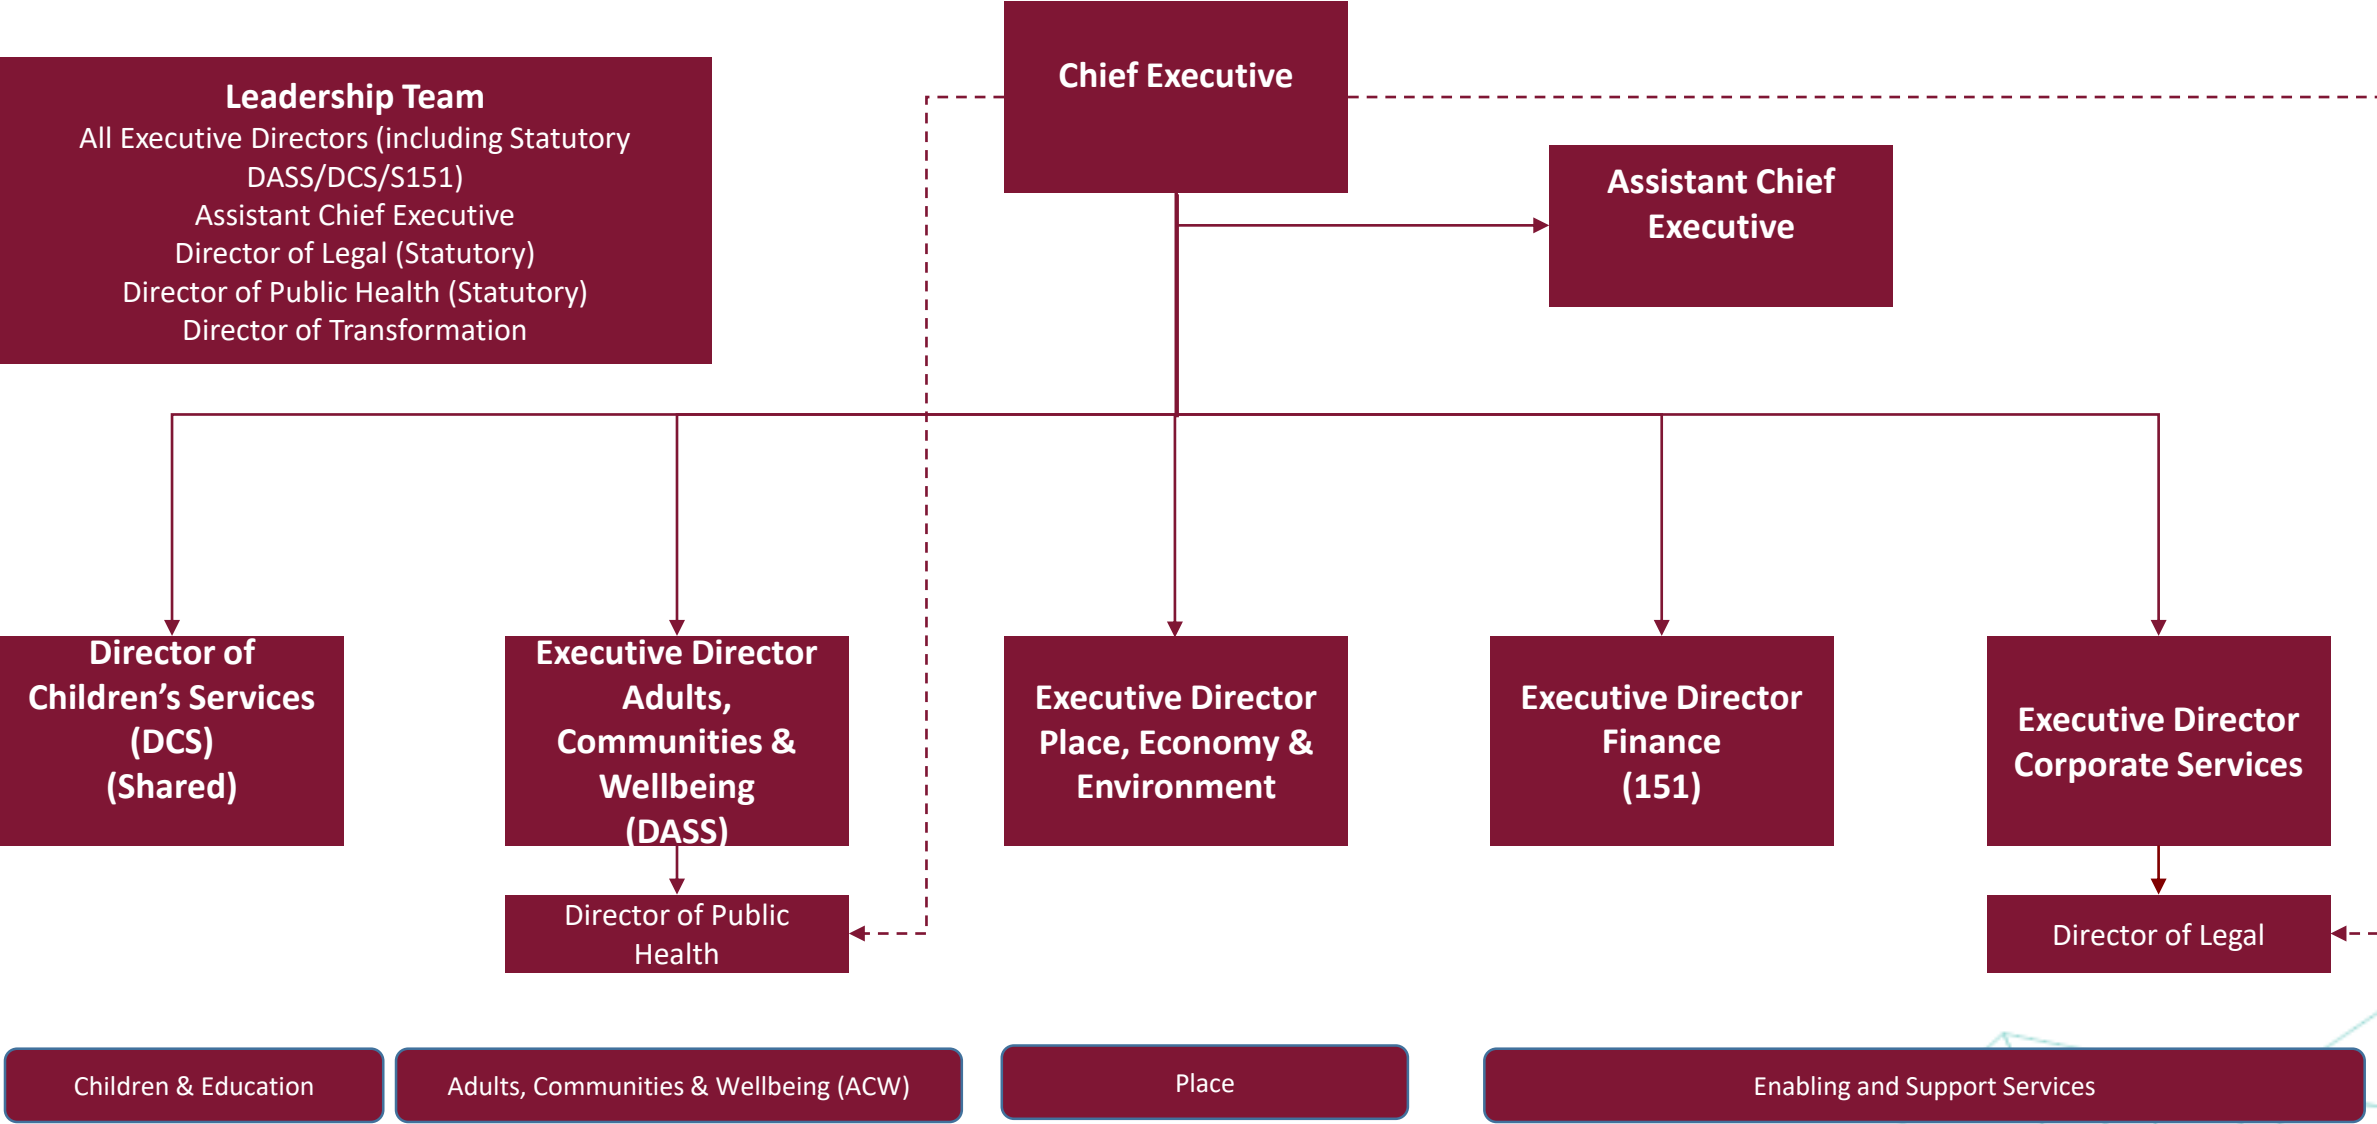 Chief Executive
Leadership Team
All Executive Directors (including Statutory
DASS/DCS/S151)
Assistant Chief Executive
Director of Legal (Statutory)
Director of Public Health (Statutory)
Director of Transformation
Assistant Chief
Executive
Director of
Children’s Services
(DCS)
(Shared)
Executive Director
Adults,
Communities &
Wellbeing
(DASS)
Executive Director
Place, Economy &
Environment
Executive Director
Finance
(151)
Executive Director
Corporate Services
Director of Public
Health
Director of Legal
Children & Education
Adults, Communities & Wellbeing (ACW)
Place
Enabling and Support Services